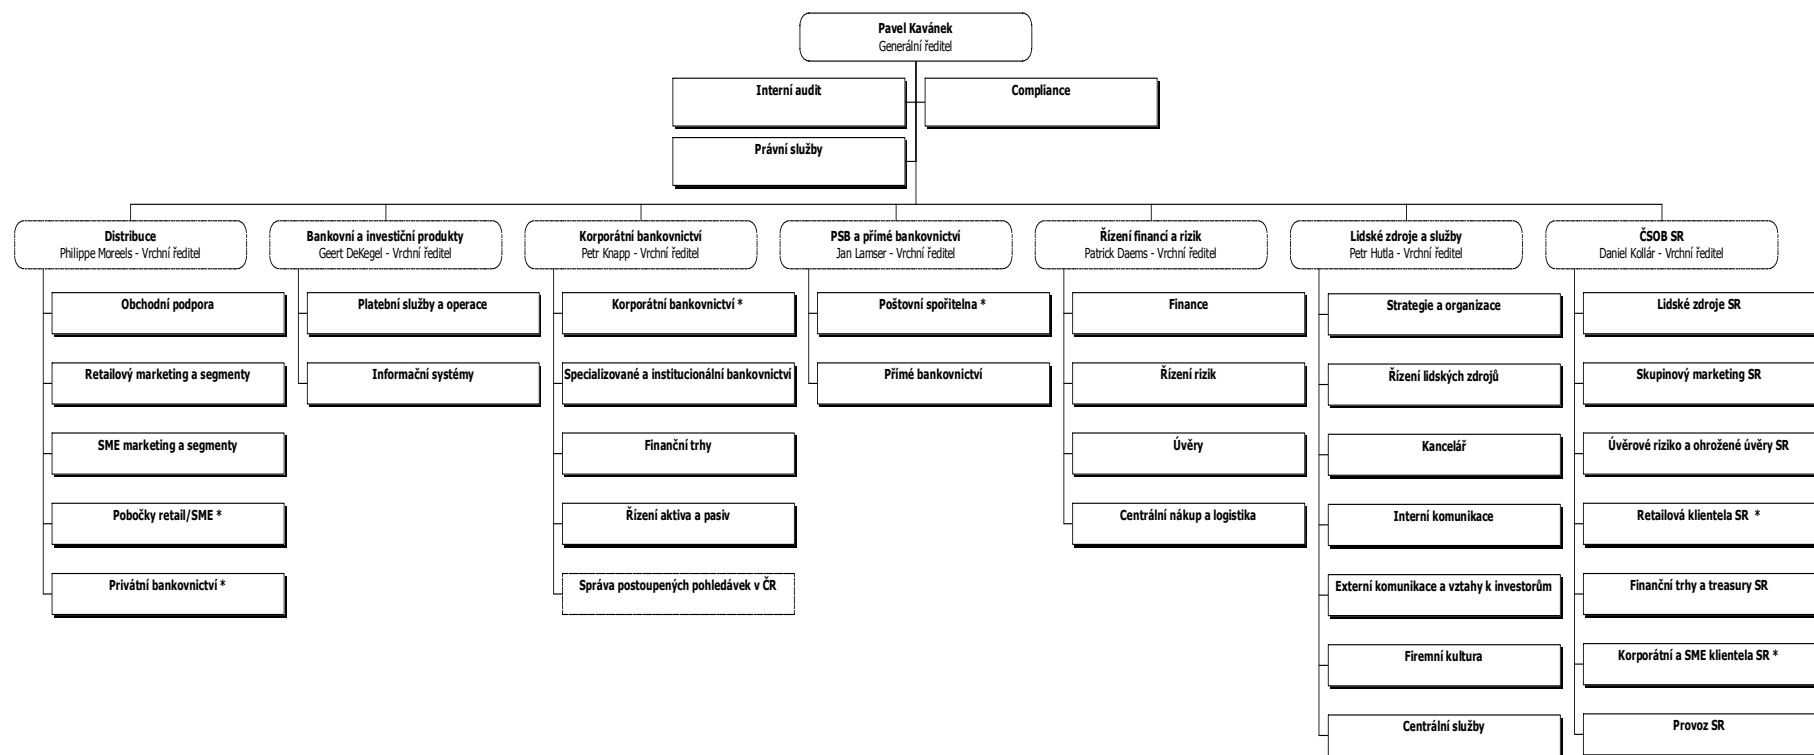 Pavel Kavánek
Generální ředitel
Interní audit
Compliance
Právní služby
Distribuce
Philippe Moreels - Vrchní ředitel
Obchodní podpora
Retailový marketing a segmenty
SME marketing a segmenty
Pobočky retail/SME *
Privátní bankovnictví *
Bankovní a investiční produkty
Geert DeKegel - Vrchní ředitel
Platební služby a operace
Informační systémy
Korporátní bankovnictví
Petr Knapp - Vrchní ředitel
Korporátní bankovnictví *
Specializované a institucionální bankovnictví
Finanční trhy
Řízení aktiva a pasiv
Správa postoupených pohledávek v ČR
PSB a přímé bankovnictví
Jan Lamser - Vrchní ředitel
Poštovní spořitelna *
Přímé bankovnictví
Řízení financí a rizik
Patrick Daems - Vrchní ředitel
Finance
Řízení rizik
Úvěry
Centrální nákup a logistika
Lidské zdroje a služby
Petr Hutla - Vrchní ředitel
Strategie a organizace
Řízení lidských zdrojů
Kancelář
Interní komunikace
Externí komunikace a vztahy k investorům
Firemní kultura
Centrální služby
ČSOB SR
Daniel Kollár - Vrchní ředitel
Lidské zdroje SR
Skupinový marketing SR
Úvěrové riziko a ohrožené úvěry SR
Retailová klientela SR *
Finanční trhy a treasury SR
Korporátní a SME klientela SR *
Provoz SR